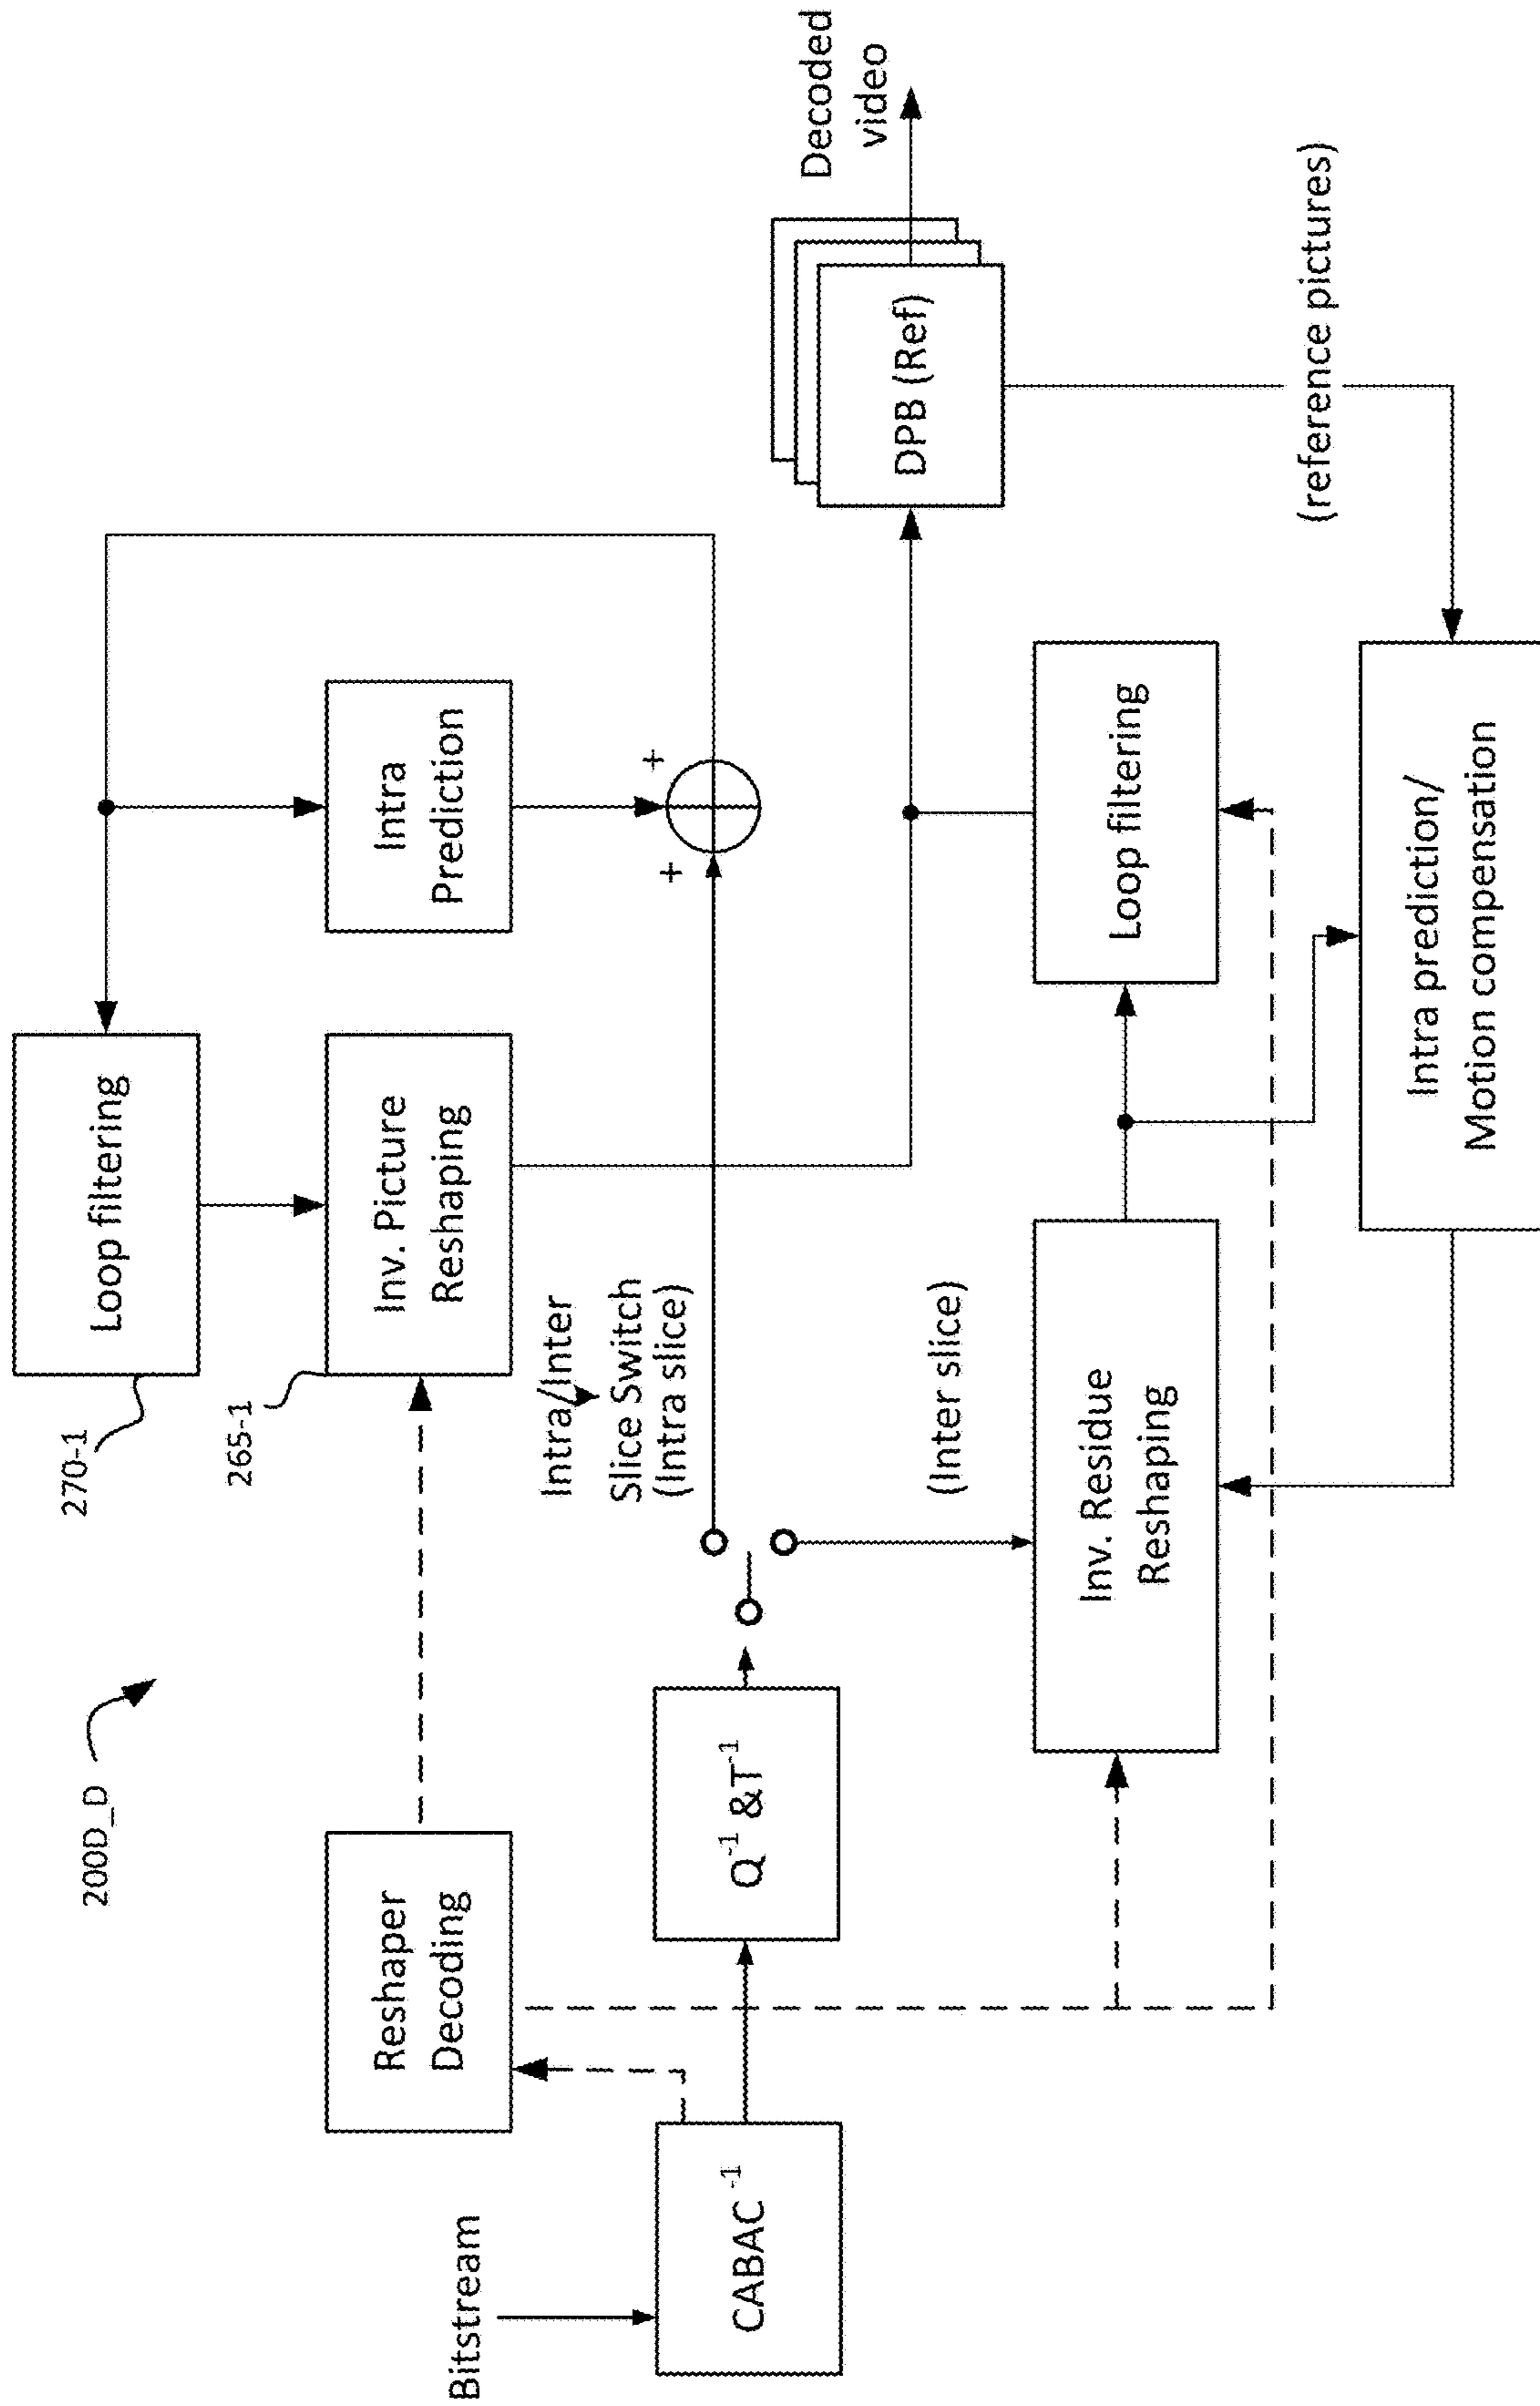 200D_D
270-1
Loop filtering
265-1
Inv. Picture
Reshaping
Intra
Prediction
Reshaper
Decoding
Bitstream
CABAC⁻¹
Q⁻¹ &T⁻¹
Intra/Inter
Slice Switch
(Intra slice)
+
+
(Inter slice)
Decoded
video
DPB (Ref)
Inv. Residue
Reshaping
Loop filtering
(reference pictures)
Intra prediction/
Motion compensation